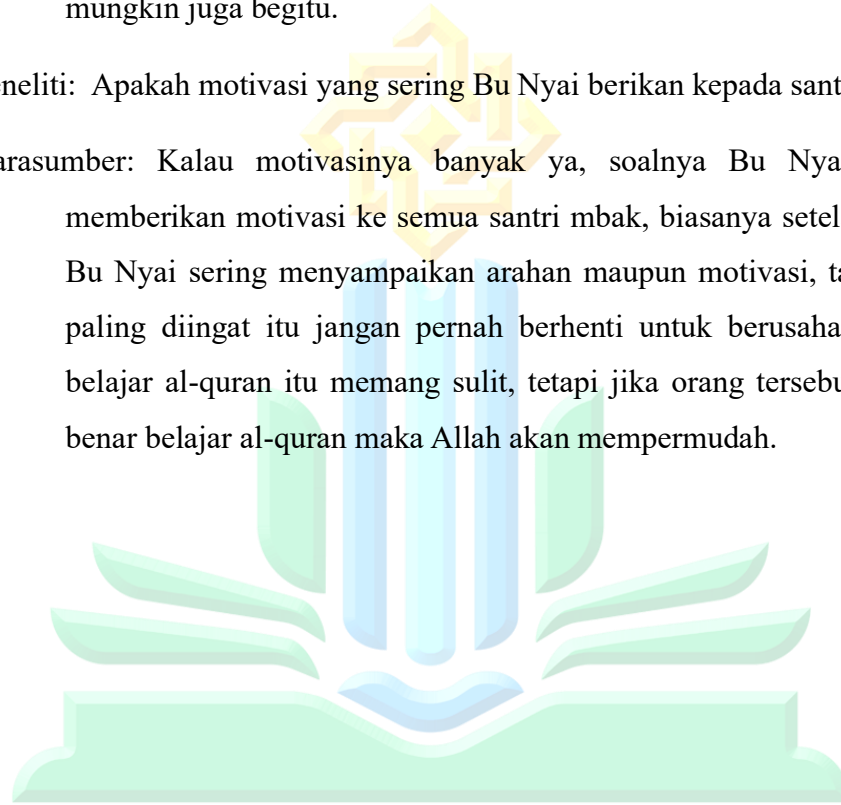 mungkin juga begitu.
eneliti: Apakah motivasi yang sering Bu Nyai berikan kepada sant
arasumber: Kalau motivasinya banyak ya, soalnya Bu Nya
memberikan motivasi ke semua santri mbak, biasanya setel
Bu Nyai sering menyampaikan arahan maupun motivasi, ta
paling diingat itu jangan pernah berhenti untuk berusaha
belajar al-quran itu memang sulit, tetapi jika orang tersebu
benar belajar al-quran maka Allah akan mempermudah.